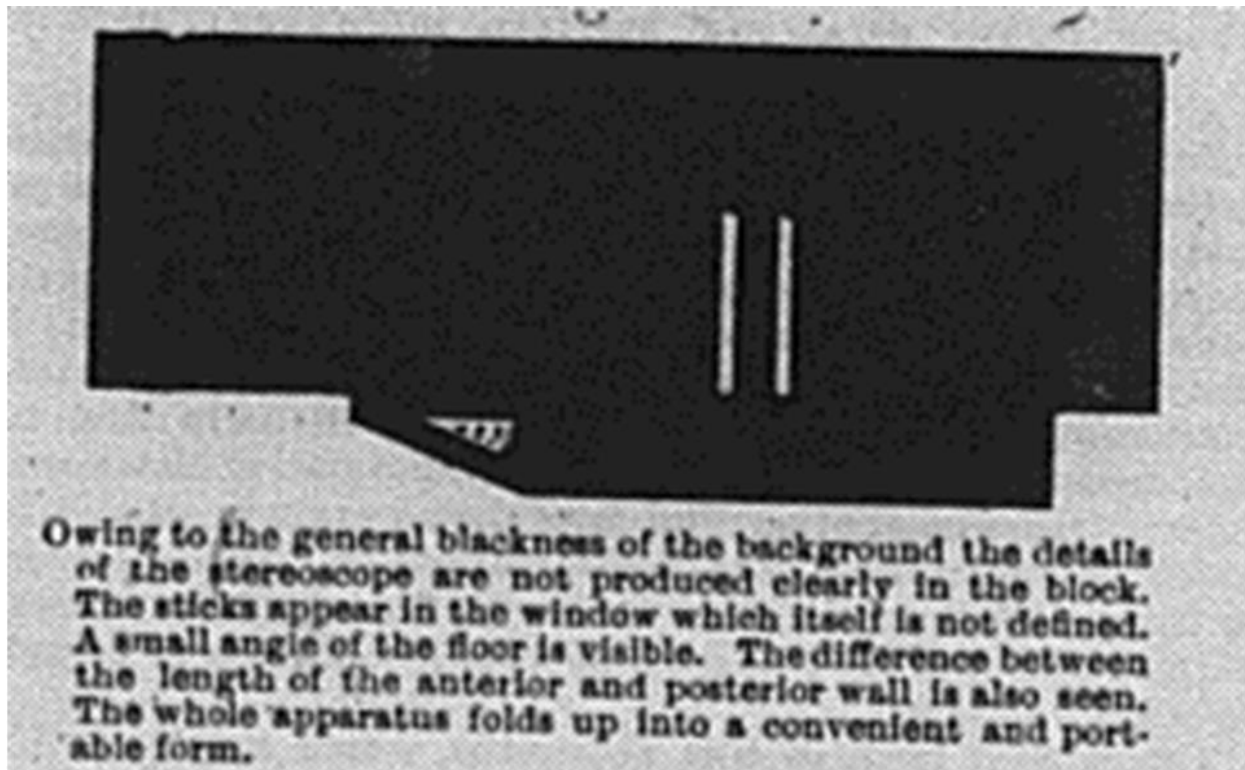 Owing to the general blackness of the background the details
of the stereoscope are not produced clearly in the block.
The sticks appear in the window which itself is not defined.
A small angle of the floor is visible. The difference between
the length of the anterior and posterior wall is also seen.
The whole apparatus folds up into a convenient and port-
able form.